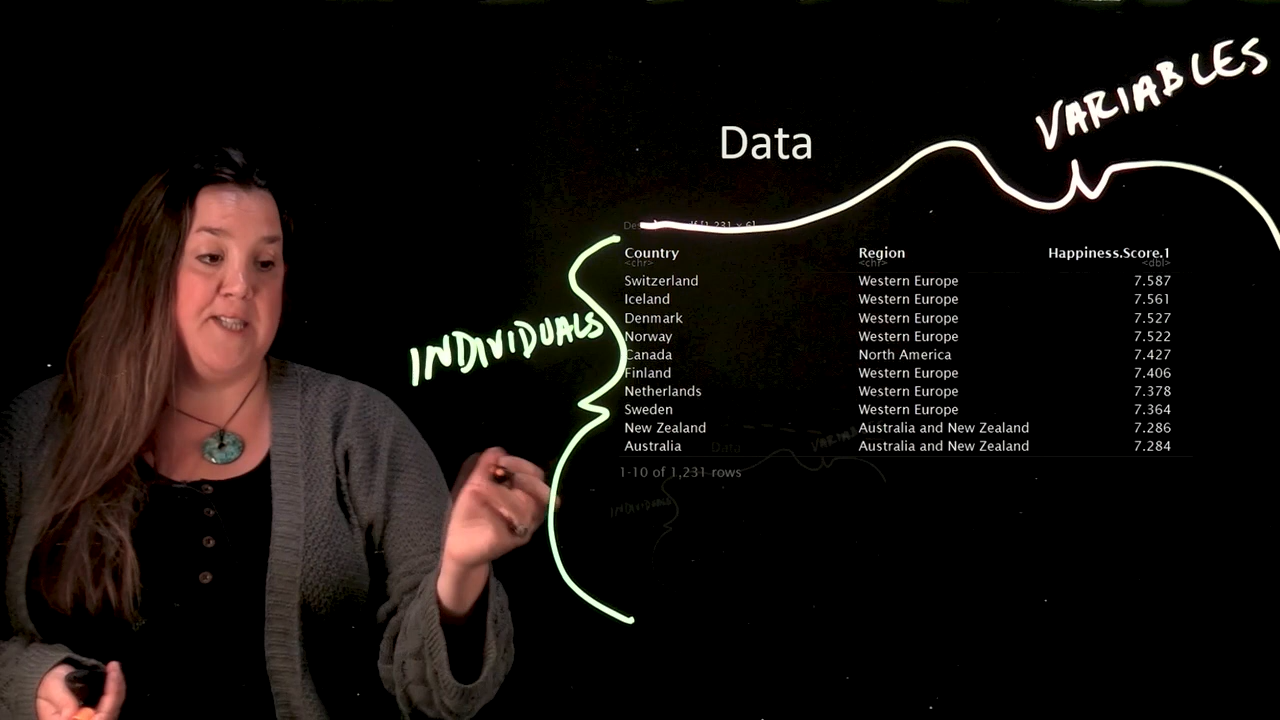 VARIABLES
Data
Country Region Happiness.Score.1
<chr> <chr> <dbl>
Switzerland Western Europe 7.587
Iceland Western Europe 7.561
Denmark Western Europe 7.527
INDIVIDUALS
Norway Western Europe 7.522
Canada North America 7.427
Finland Western Europe 7.406
Netherlands Western Europe 7.378
Sweden Western Europe 7.364
New Zealand Australia and New Zealand 7.286
Australia Australia and New Zealand 7.284
1-10 of 1,231 rows